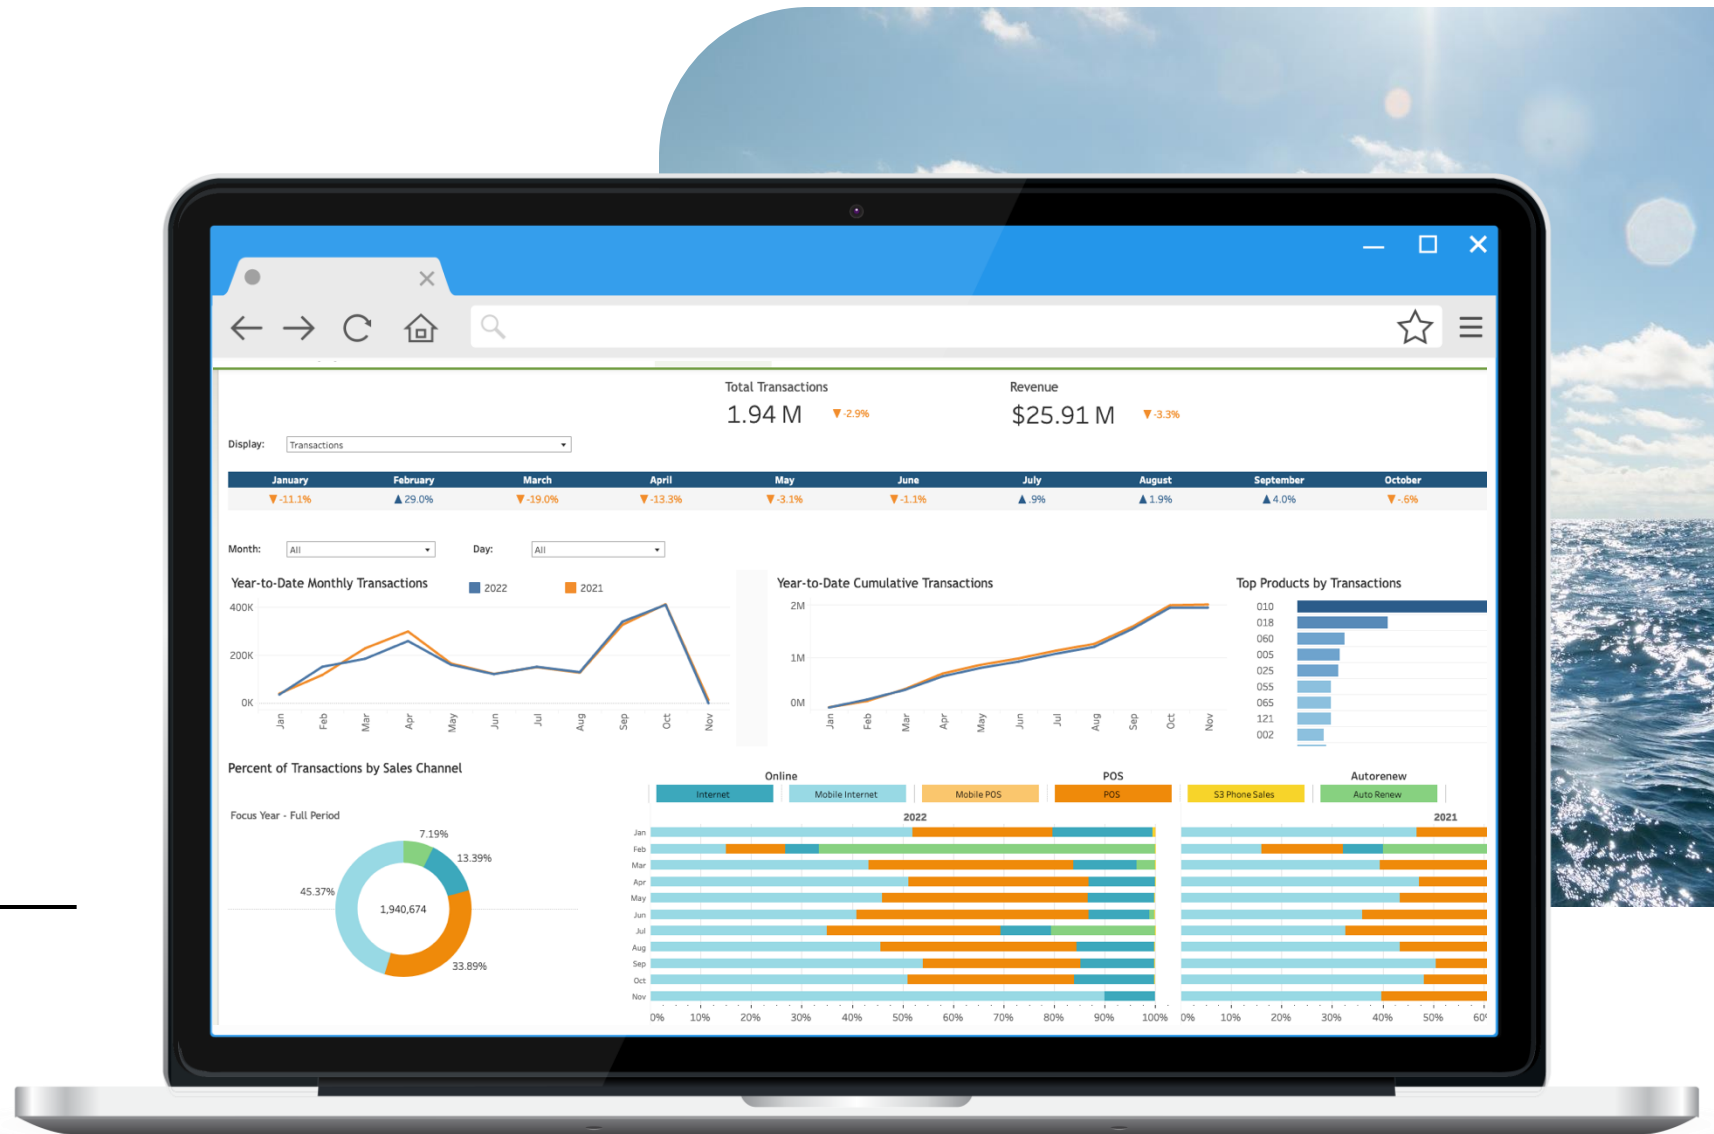 Total Transactions
Revenue
1.94 M ▼ -2.9%
$25.91 M ▼ -3.3%
Display: Transactions
January February March April May June July August September October
▼ -11.1% ▲ 29.0% ▼ -19.0% ▼ -13.3% ▼ -3.1% ▼ -1.1% ▲ .9% ▲ 1.9% ▲ 4.0% ▼ -.6%
Month: All Day: All
Year-to-Date Monthly Transactions 2022 2021
400K
200K
0K
Jan Feb Mar Apr May Jun Jul Aug Sep Oct Nov
Year-to-Date Cumulative Transactions
2M
1M
0M
Jan Feb Mar Apr May Jun Jul Aug Sep Oct Nov
Top Products by Transactions
010
018
060
005
025
055
065
121
002
Percent of Transactions by Sales Channel
Focus Year - Full Period
7.19%
13.39%
45.37%
1,940,674
33.89%
Online POS Autorenew
Internet Mobile Internet Mobile POS POS S3 Phone Sales Auto Renew
2022 2021
Jan
Feb
Mar
Apr
May
Jun
Jul
Aug
Sep
Oct
Nov
0% 10% 20% 30% 40% 50% 60% 70% 80% 90% 100% 0% 10% 20% 30% 40% 50% 60